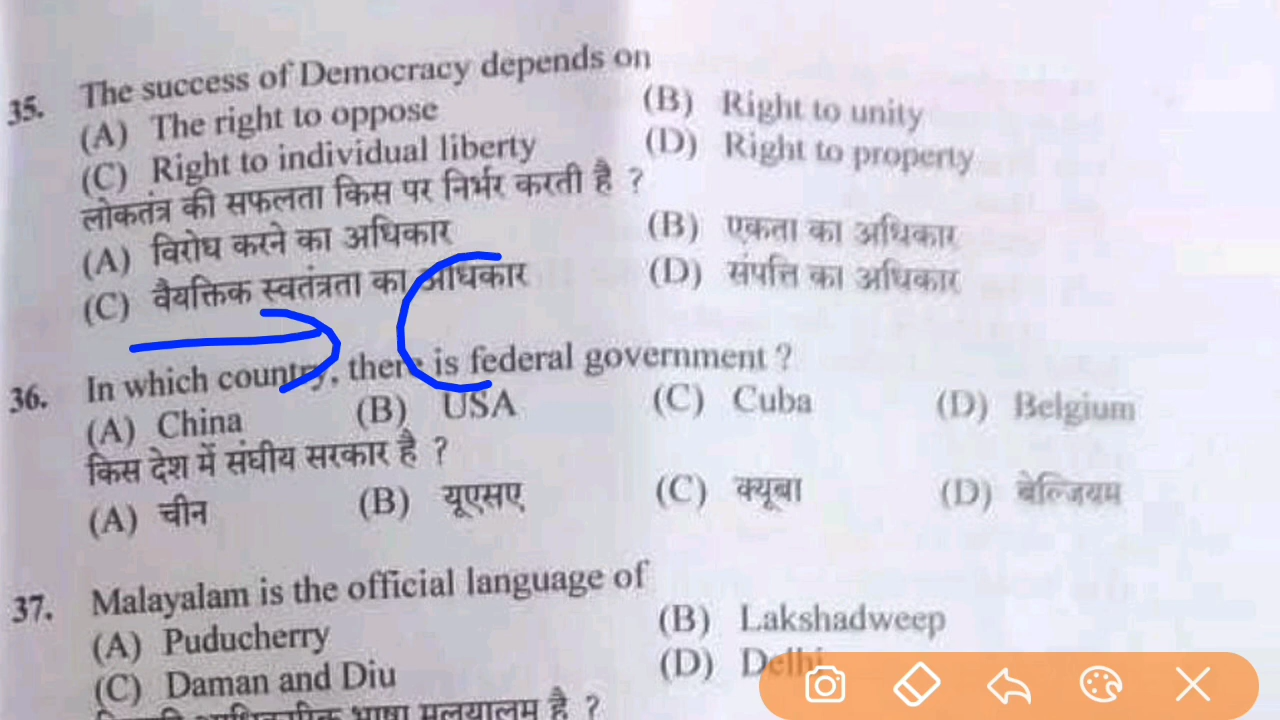 35. The success of Democracy depends on
(A) The right to oppose (B) Right to unity
(C) Right to individual liberty (D) Right to property
लोकतंत्र की सफलता किस पर निर्भर करती है ?
(A) विरोध करने का अधिकार (B) एकता का अधिकार
(C) वैयक्तिक स्वतंत्रता का अधिकार (D) संपत्ति का अधिकार
36. In which country, there is federal government ?
(A) China (B) USA (C) Cuba (D) Belgium
किस देश में संघीय सरकार है ?
(A) चीन (B) यूएसए (C) क्यूबा (D) बेल्जियम
37. Malayalam is the official language of
(A) Puducherry (B) Lakshadweep
(C) Daman and Diu (D) Delhi
भाषा मलयालम है ?